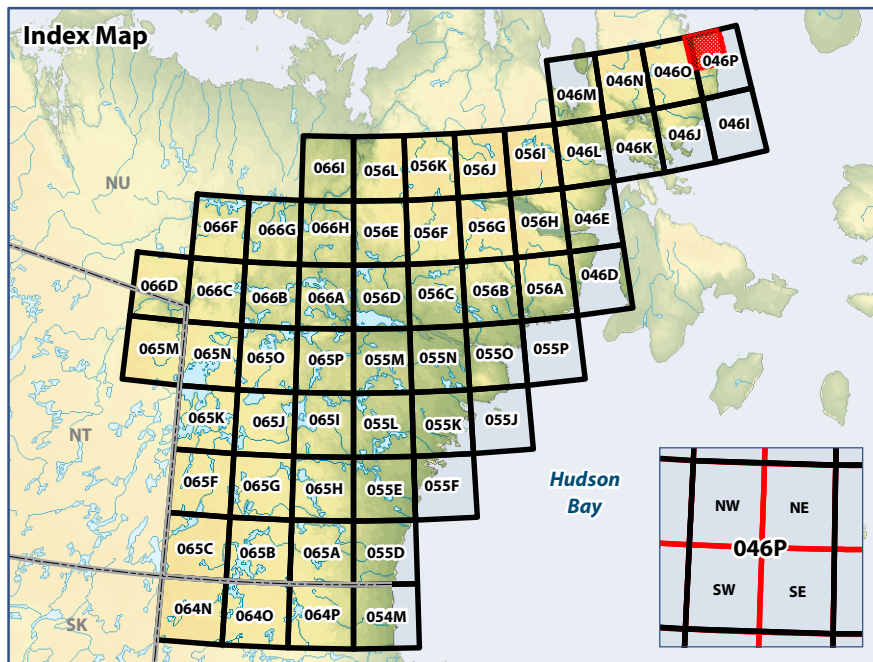 Index Map
046M 046N 046O 046P
066I 056L 056K 056J 056I 046L 046K 046J 046I
NU
066F 066G 066H 056E 056F 056G 056H 046E
066D 066C 066B 066A 056D 056C 056B 056A 046D
065M 065N 065O 065P 055M 055N 055O 055P
NT
065K 065J 065I 055L 055K 055J
065F 065G 065H 055E 055F
Hudson
Bay
065C 065B 065A 055D
SK
064N 064O 064P 054M
NW NE
046P
SW SE